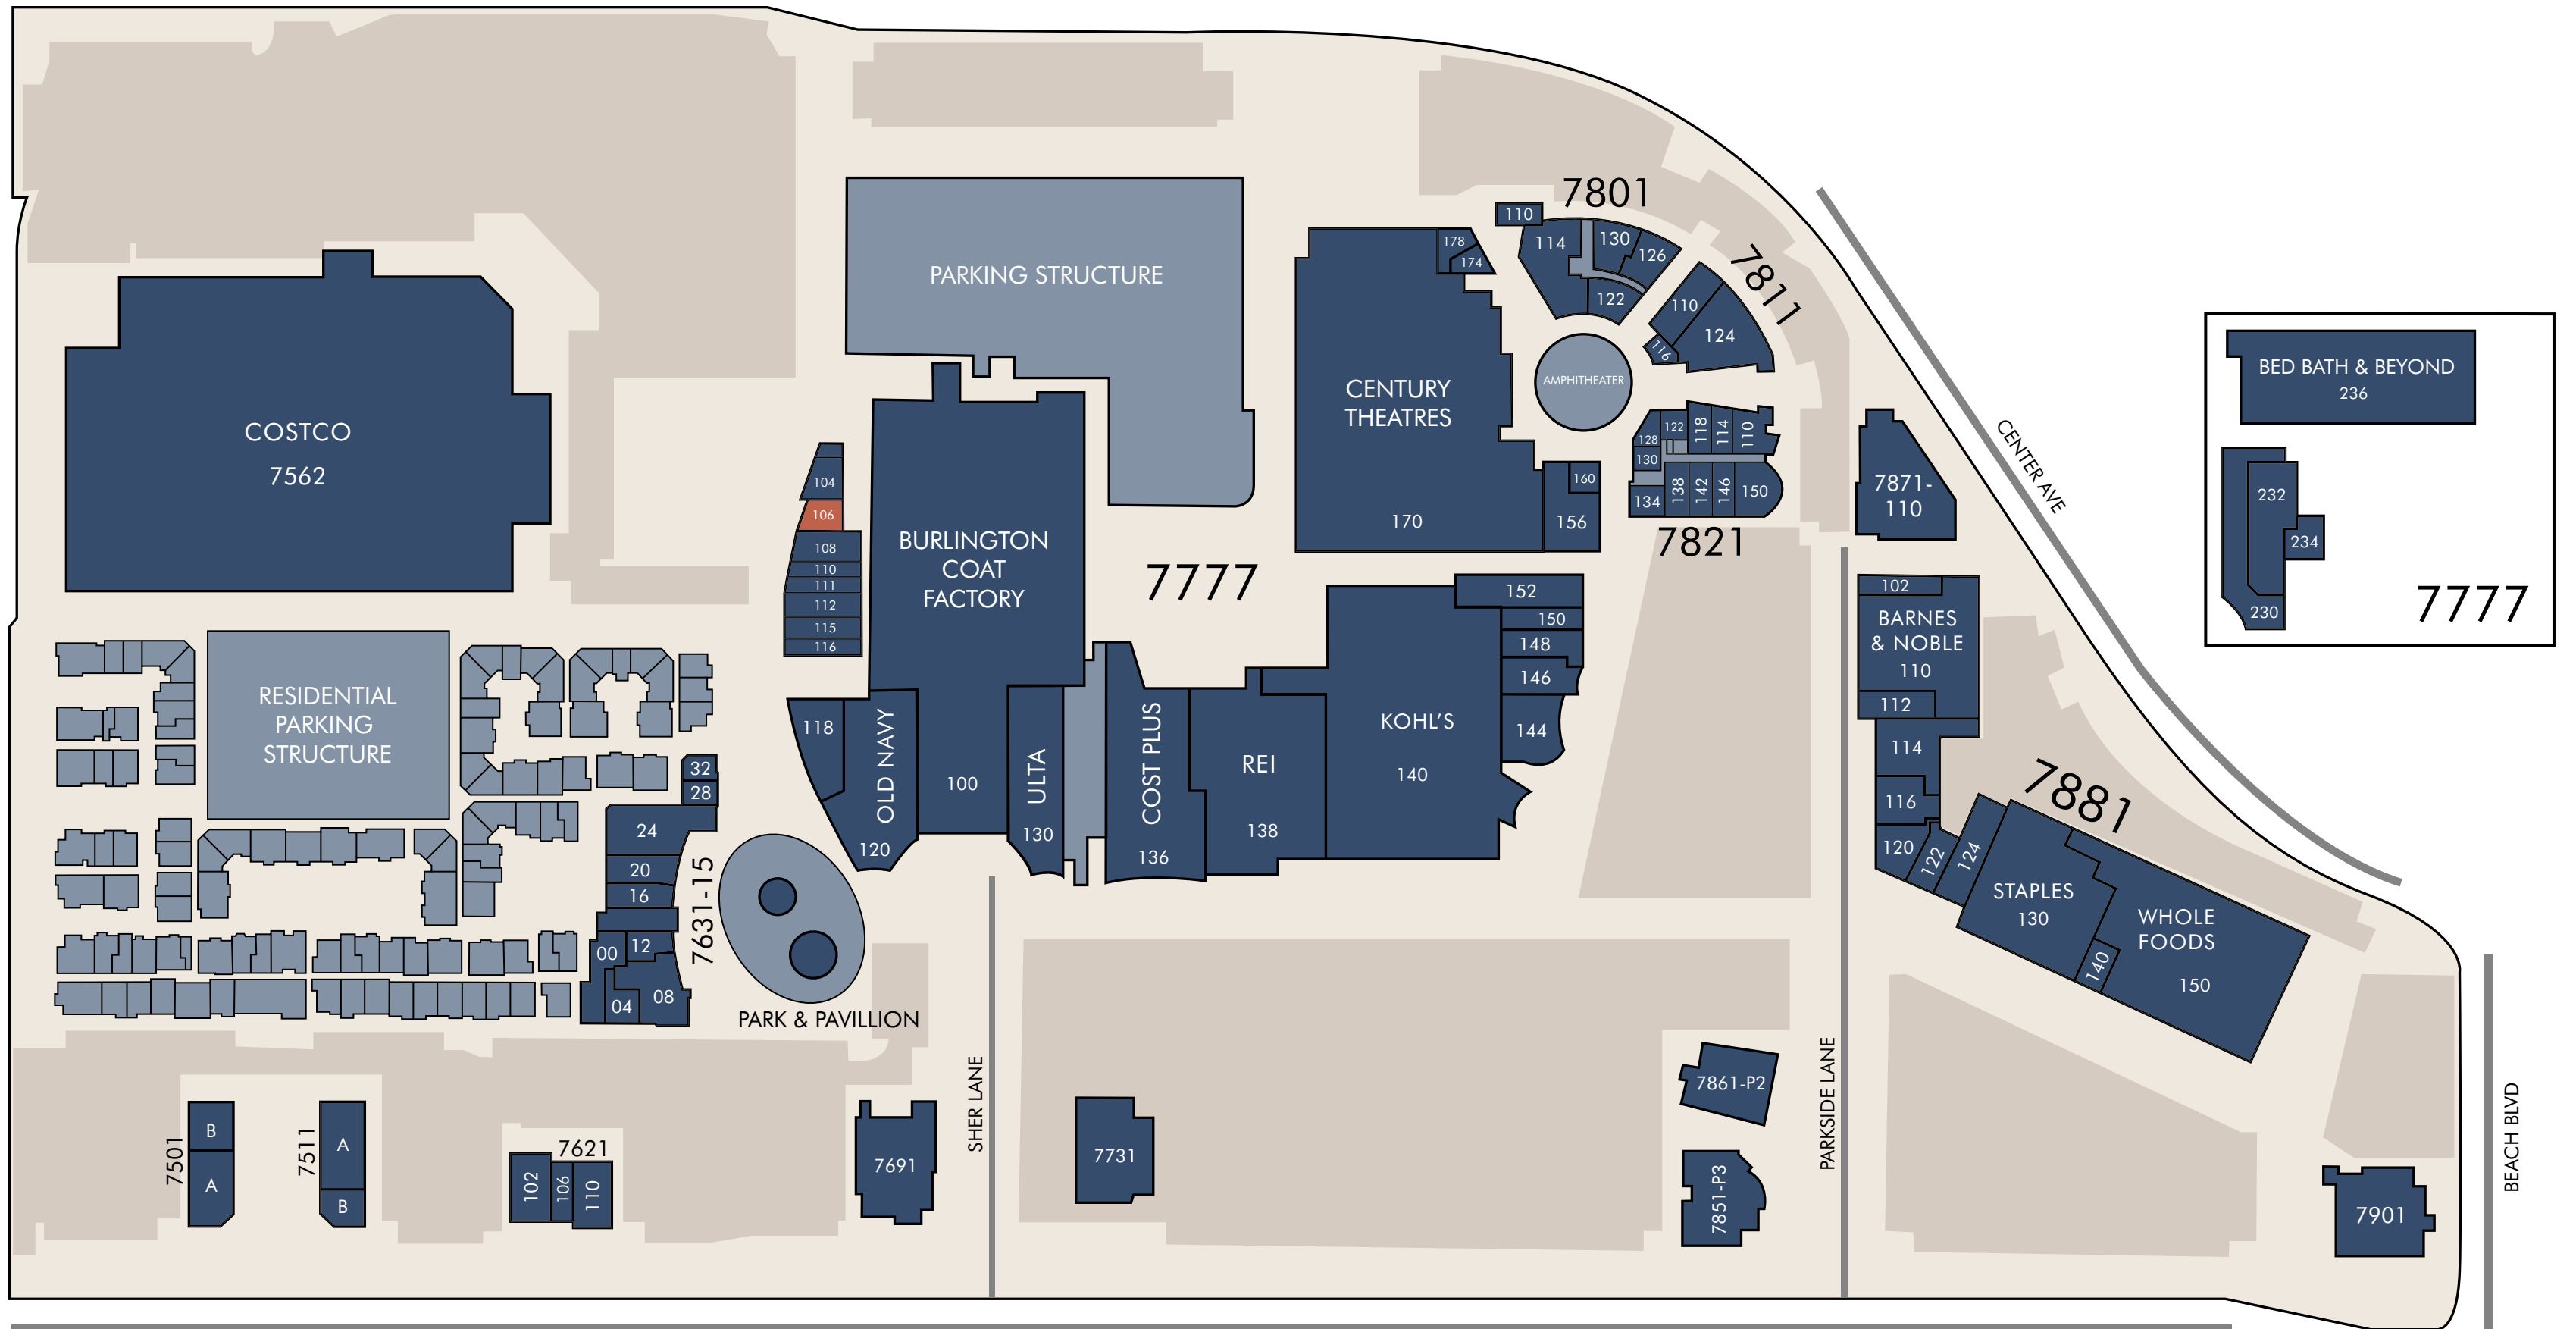 7801
110
114
130
126
122
178
174
7811
110
124
116
PARKING STRUCTURE
CENTURY
THEATRES
170
160
156
AMPHITHEATER
128
122
118
114
110
130
134
138
142
146
150
7821
COSTCO
7562
104
106
108
110
111
112
115
116
BURLINGTON
COAT
FACTORY
100
7777
7871-
110
CENTER AVE
BED BATH & BEYOND
236
232
234
230
7777
152
150
148
146
144
KOHL'S
140
REI
138
COST PLUS
136
ULTA
130
OLD NAVY
120
118
102
BARNES
& NOBLE
110
112
114
116
120
122
124
7881
STAPLES
130
140
WHOLE
FOODS
150
RESIDENTIAL
PARKING
STRUCTURE
32
28
24
20
16
12
00
04
08
7631-15
PARK & PAVILLION
SHER LANE
PARKSIDE LANE
BEACH BLVD
7501
B
A
7511
A
B
7621
102
106
110
7691
7731
7861-P2
7851-P3
7901